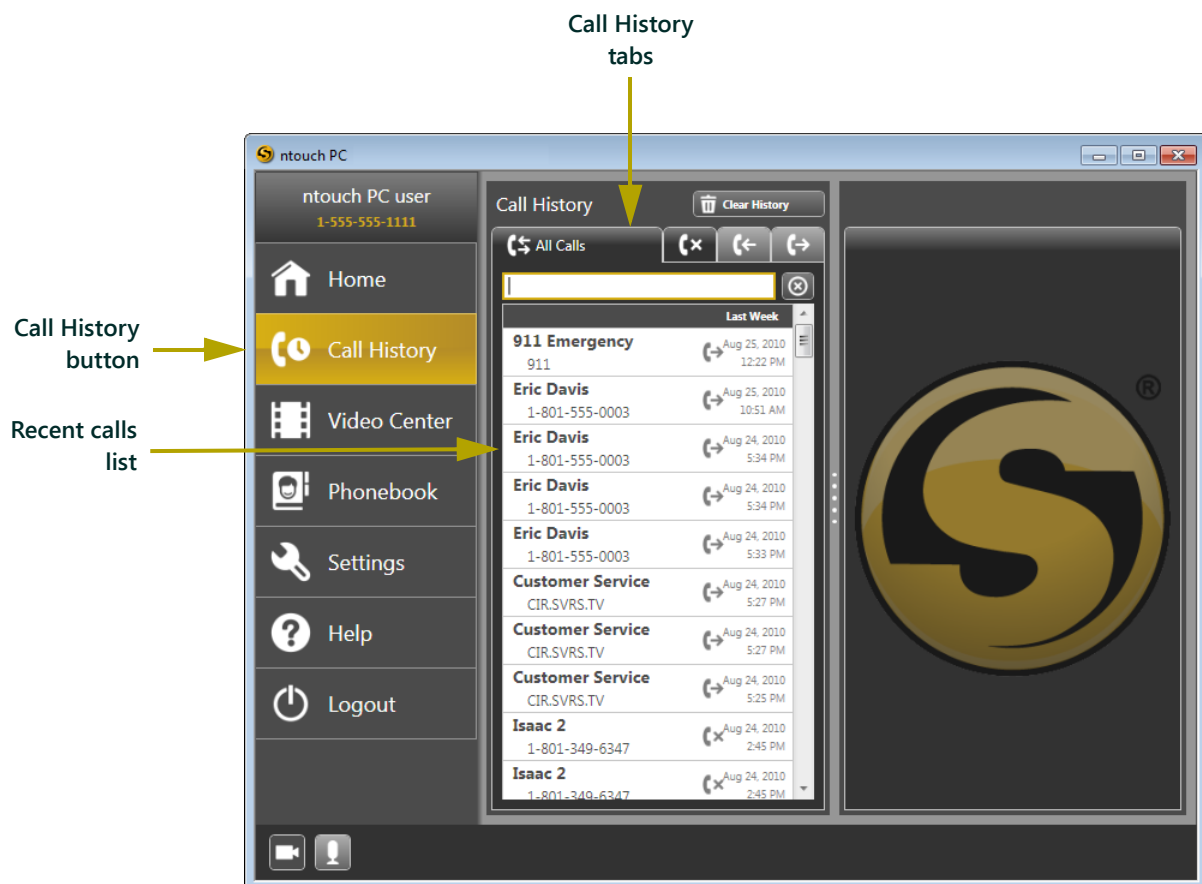 Call History
tabs
ntouch PC
ntouch PC user
1-555-555-1111
Home
Call History
Video Center
Phonebook
Settings
Help
Logout
Call History
button
Recent calls
list
Call History
Clear History
All Calls
Last Week
911 Emergency
Aug 25, 2010
911
12:22 PM
Eric Davis
Aug 25, 2010
1-801-555-0003
10:51 AM
Eric Davis
Aug 24, 2010
1-801-555-0003
5:34 PM
Eric Davis
Aug 24, 2010
1-801-555-0003
5:34 PM
Eric Davis
Aug 24, 2010
1-801-555-0003
5:33 PM
Customer Service
Aug 24, 2010
CIR.SVRS.TV
5:27 PM
Customer Service
Aug 24, 2010
CIR.SVRS.TV
5:27 PM
Customer Service
Aug 24, 2010
CIR.SVRS.TV
5:25 PM
Isaac 2
Aug 24, 2010
1-801-349-6347
2:45 PM
Isaac 2
Aug 24, 2010
1-801-349-6347
2:45 PM
S
®